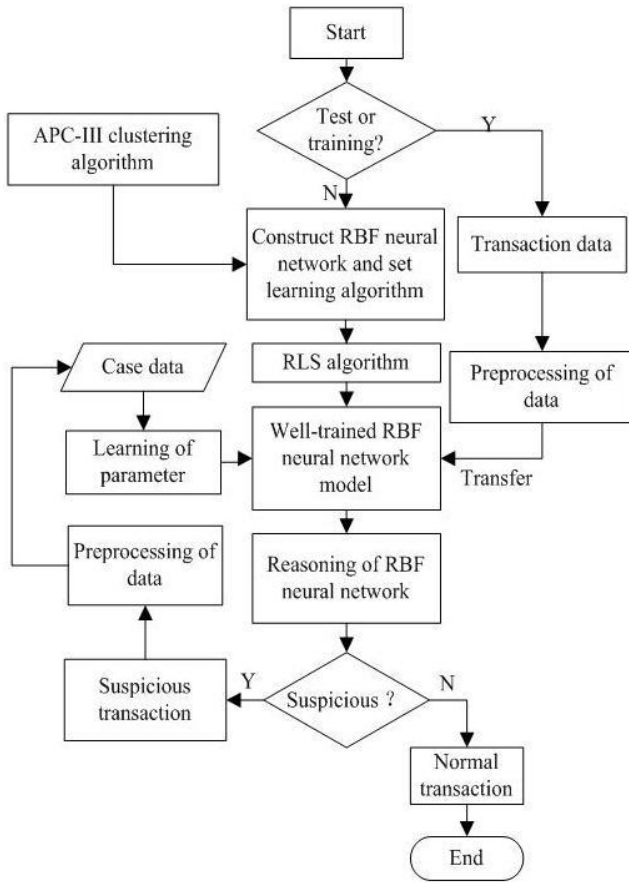 Start
Test or
training?
Y
N
APC-III clustering
algorithm
Construct RBF neural
network and set
learning algorithm
Transaction data
RLS algorithm
Case data
Preprocessing of
data
Learning of
parameter
Well-trained RBF
neural network
model
Transfer
Preprocessing of
data
Reasoning of RBF
neural network
Suspicious
transaction
Y
Suspicious ?
N
Normal
transaction
End